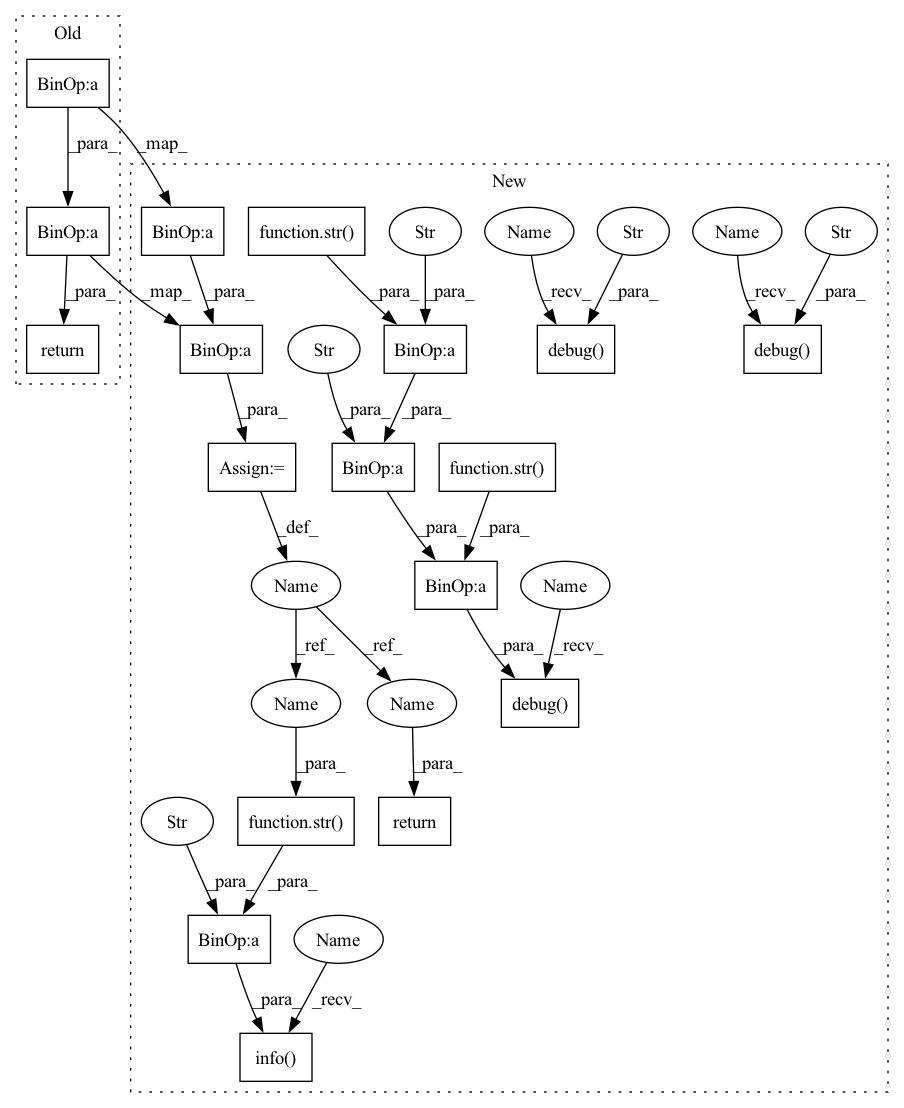 Old
BinOp:a
_para_
_map_
New
BinOp:a
BinOp:a
function.str()
Str
Name
Str
Name
Str
_para_
_map_
_para_
_para_
_para_
_recv_
_para_
_recv_
_para_
return
BinOp:a
Str
BinOp:a
debug()
debug()
_para_
_para_
_para_
Assign:=
BinOp:a
function.str()
_def_
_para_
_para_
Name
BinOp:a
Name
_ref_
_ref_
_para_
_recv_
Name
Name
debug()
_para_
_para_
Str
function.str()
return
_para_
_para_
BinOp:a
Name
_para_
_recv_
info()